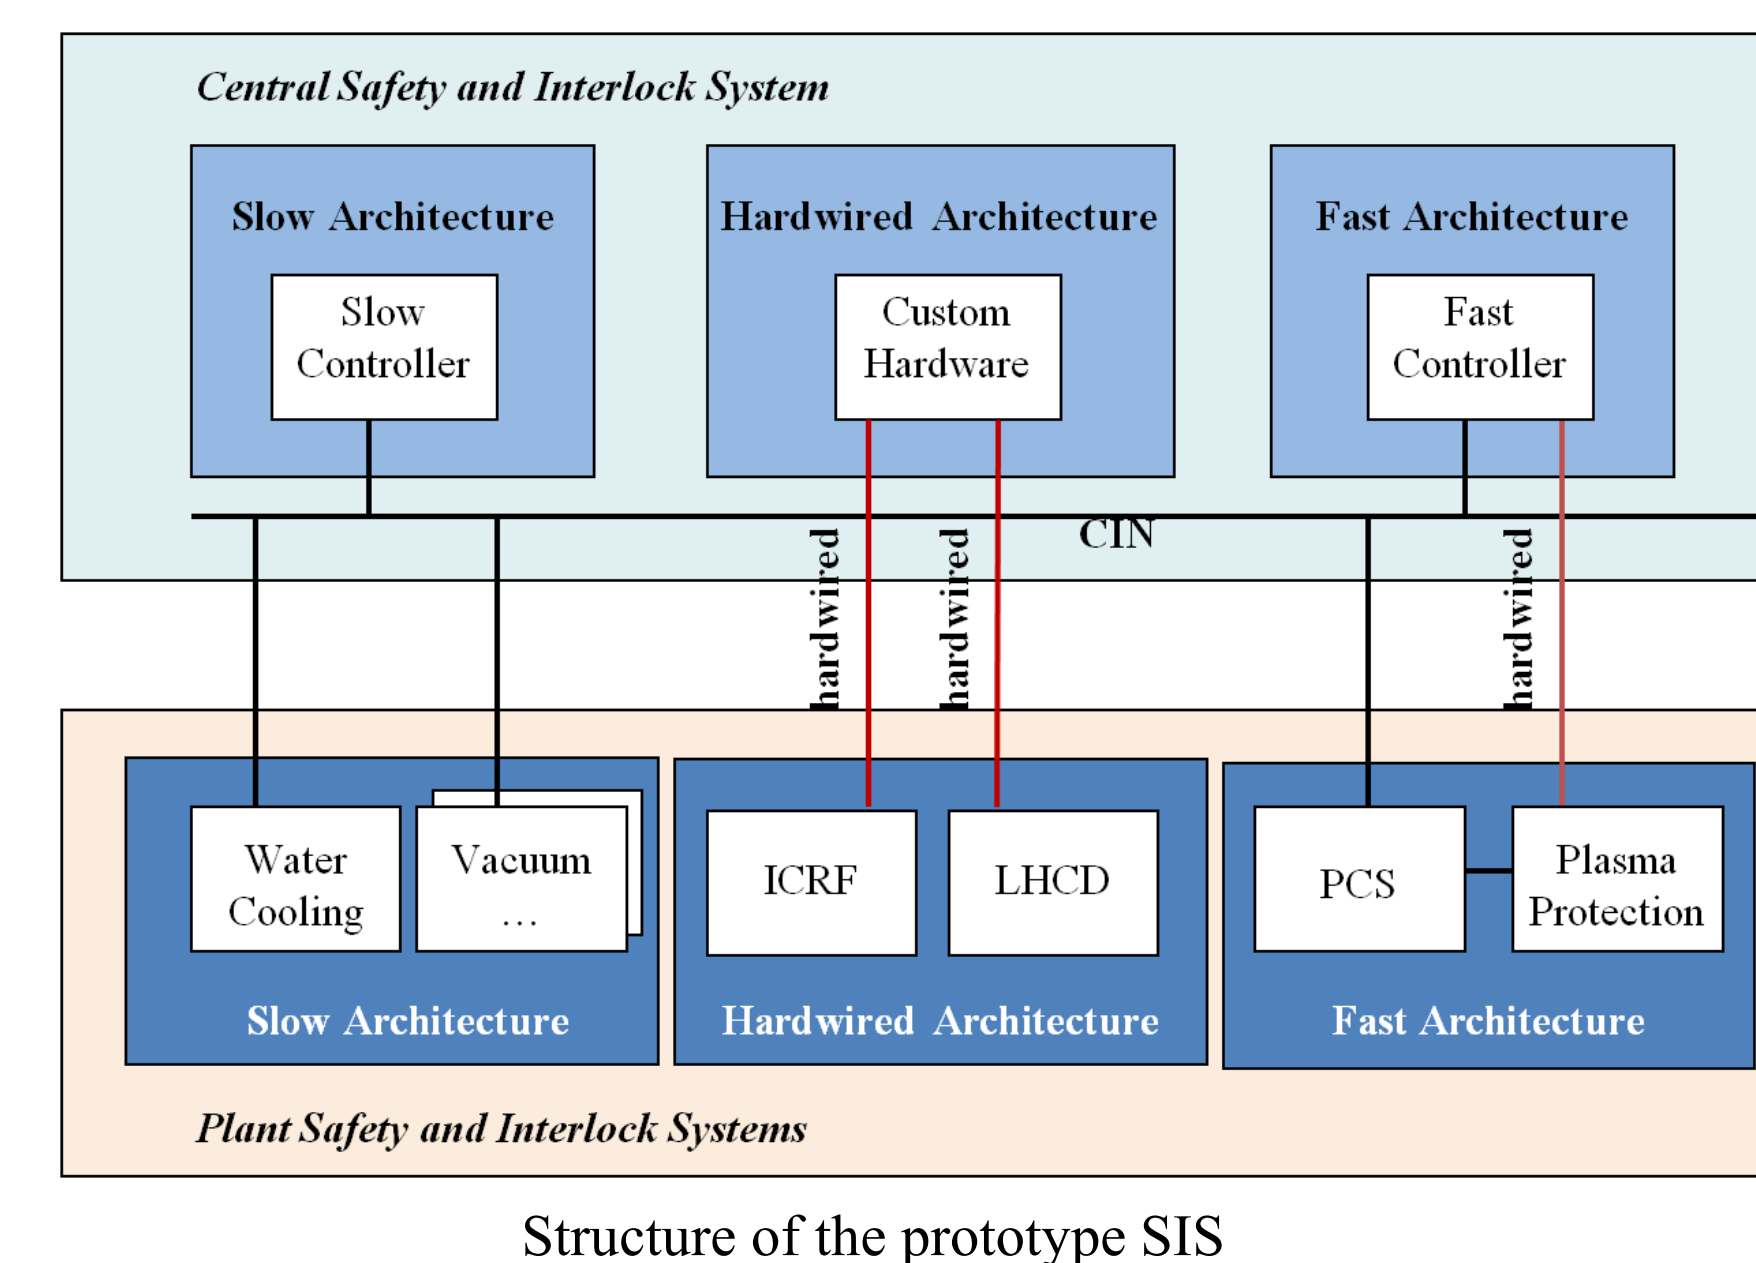 Central Safety and Interlock System
Slow Architecture
Slow
Controller
Hardwired Architecture
Custom
Hardware
Fast Architecture
Fast
Controller
CIN
hardwired
hardwired
hardwired
Water
Cooling
Vacuum
...
Slow Architecture
ICRF
LHCD
Hardwired Architecture
PCS
Plasma
Protection
Fast Architecture
Plant Safety and Interlock Systems
Structure of the prototype SIS